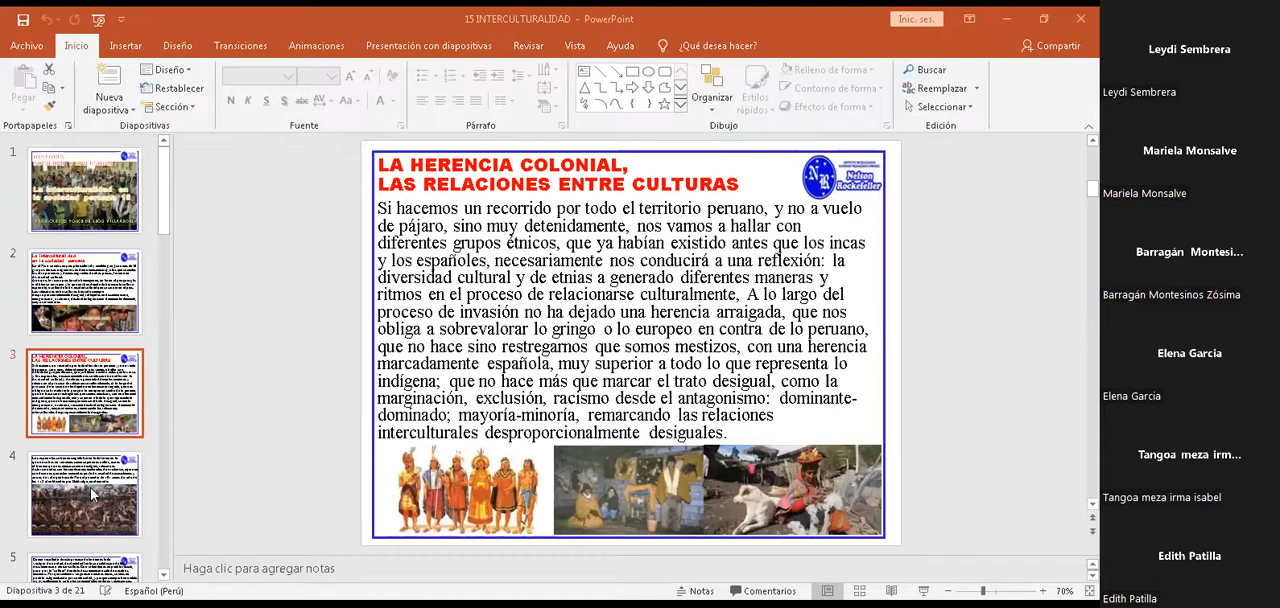 15 INTERCULTURALIDAD - PowerPoint
Inic. ses.
Archivo Inicio Insertar Diseño Transiciones Animaciones Presentación con diapositivas Revisar Vista Ayuda ¿Qué desea hacer? Compartir
Pegar
Nueva diapositiva
Diseño
Restablecer
Sección
N K S S abc AV Aa A
Organizar
Estilos rápidos
Relleno de forma
Contorno de forma
Efectos de forma
Buscar
Reemplazar
Seleccionar
Portapapeles Diapositivas Fuente Párrafo Dibujo Edición
1
2
3
4
5
LA HERENCIA COLONIAL,
LAS RELACIONES ENTRE CULTURAS
NR
Nelson
Rockefeller
Si hacemos un recorrido por todo el territorio peruano, y no a vuelo
de pájaro, sino muy detenidamente, nos vamos a hallar con
diferentes grupos étnicos, que ya habían existido antes que los incas
y los españoles, necesariamente nos conducirá a una reflexión: la
diversidad cultural y de etnias a generado diferentes maneras y
ritmos en el proceso de relacionarse culturalmente, A lo largo del
proceso de invasión no ha dejado una herencia arraigada, que nos
obliga a sobrevalorar lo gringo o lo europeo en contra de lo peruano,
que no hace sino restregarnos que somos mestizos, con una herencia
marcadamente española, muy superior a todo lo que representa lo
indígena; que no hace más que marcar el trato desigual, como la
marginación, exclusión, racismo desde el antagonismo: dominante-
dominado; mayoría-minoría, remarcando las relaciones
interculturales desproporcionalmente desiguales.
Haga clic para agregar notas
Diapositiva 3 de 21 Español (Perú) Notas Comentarios 70%
Leydi Sembrera
Leydi Sembrera
Mariela Monsalve
Mariela Monsalve
Barragán Montesi...
Barragán Montesinos Zósima
Elena Garcia
Elena Garcia
Tangoa meza irm...
Tangoa meza irma isabel
Edith Patilla
Edith Patilla